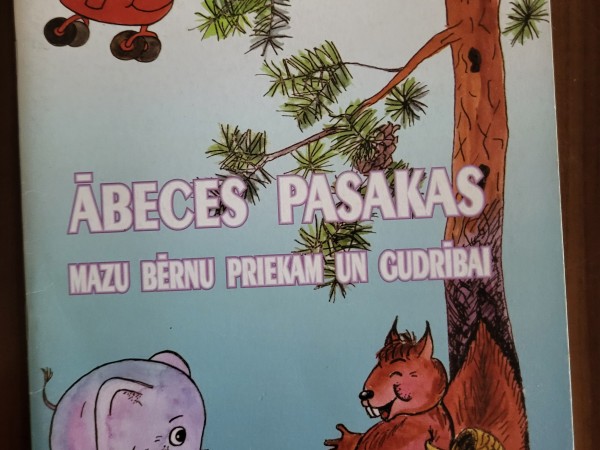 ĀBECES PASAKAS
MAZU BĒRNU PRIEKAM UN GUDRĪBAI